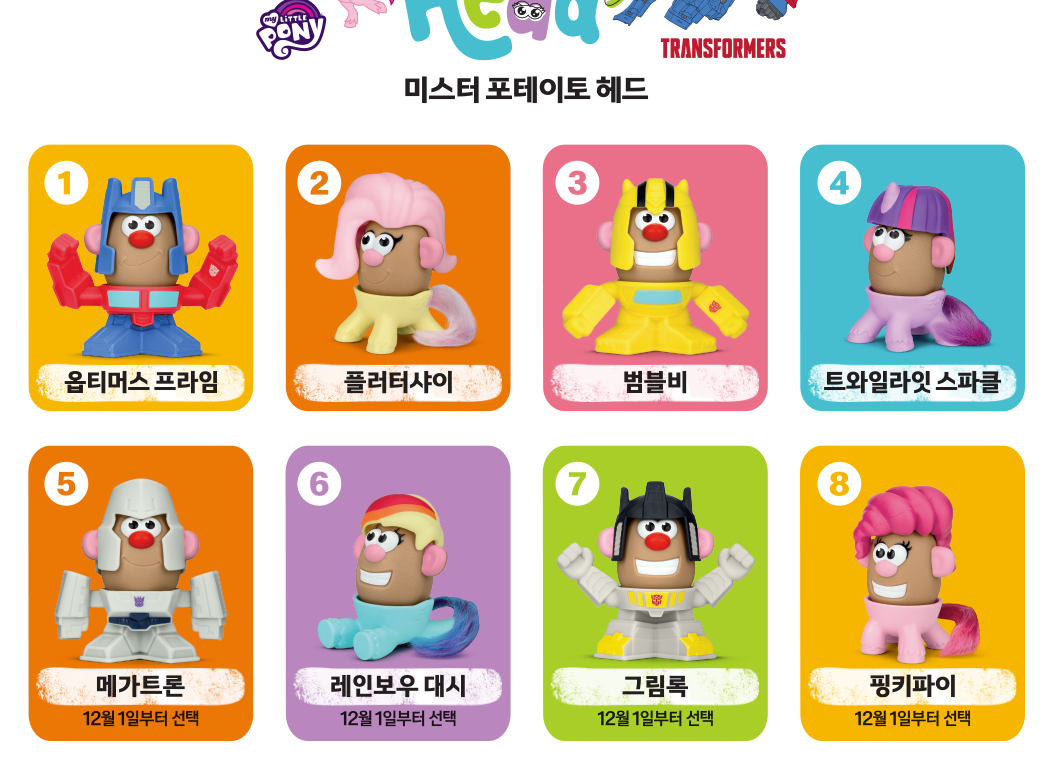 MY LITTLE
PONY
Head
TRANSFORMERS
미스터 포테이토 헤드
1
2
3
4
옵티머스 프라임
플러터샤이
범블비
트와일라잇 스파클
5
6
7
8
메가트론
레인보우 대시
그림록
핑키파이
12월 1일부터 선택
12월 1일부터 선택
12월 1일부터 선택
12월 1일부터 선택